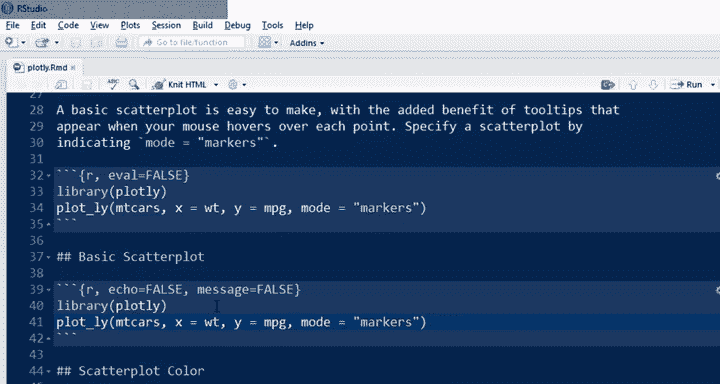 RStudio
File Edit Code View Plots Session Build Debug Tools Help
Go to file/function Addins
plotly.Rmd
ABC Knit HTML Run
27
28 A basic scatterplot is easy to make, with the added benefit of tooltips that
29 appear when your mouse hovers over each point. Specify a scatterplot by
30 indicating `mode = "markers"`.
31
32 ```{r, eval=FALSE}
33 library(plotly)
34 plot_ly(mtcars, x = wt, y = mpg, mode = "markers")
35 ```
36
37 ## Basic Scatterplot
38
39 ```{r, echo=FALSE, message=FALSE}
40 library(plotly)
41 plot_ly(mtcars, x = wt, y = mpg, mode = "markers")
42 ```
43
44 ## Scatterplot Color